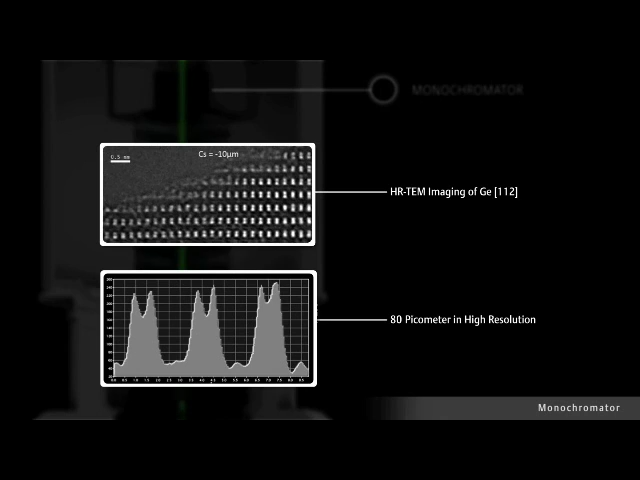 MONOCHROMATOR
0.5 nm
Cs = -10µm
HR-TEM Imaging of Ge [112]
80 Picometer in High Resolution
Monochromator